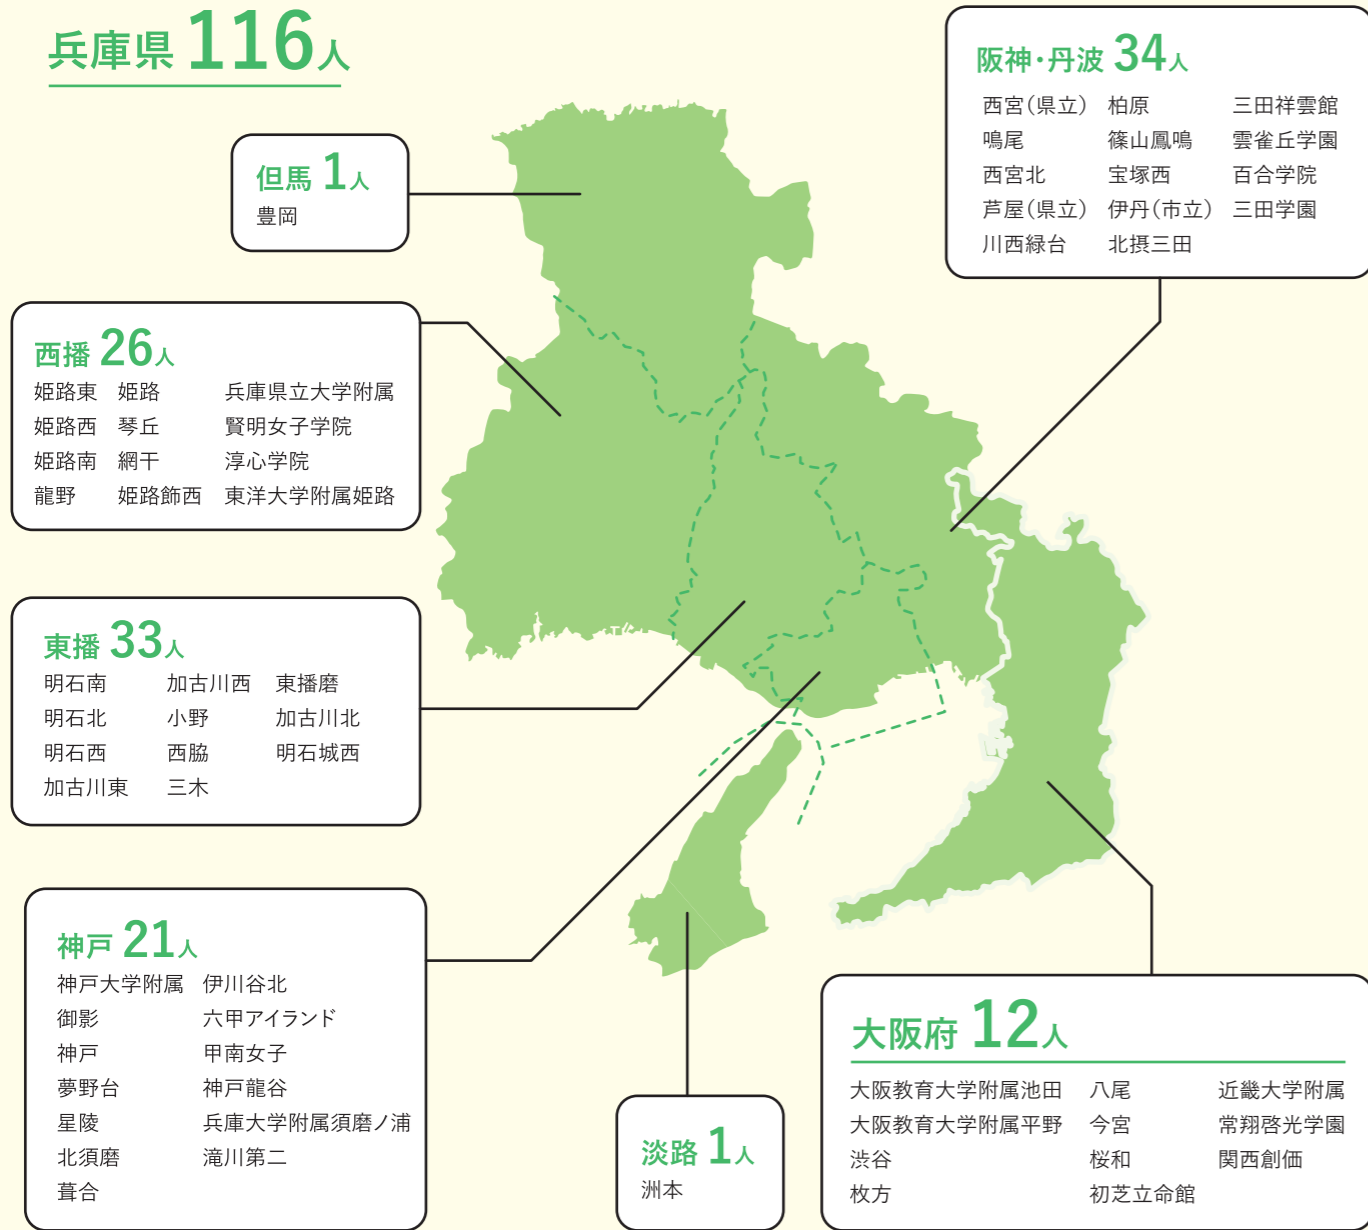 兵庫県 116人
阪神・丹波 34人
西宮(県立) 柏原 三田祥雲館
鳴尾 篠山鳳鳴 雲雀丘学園
西宮北 宝塚西 百合学院
芦屋(県立) 伊丹(市立) 三田学園
川西緑台 北摂三田
但馬 1人
豊岡
西播 26人
姫路東 姫路 兵庫県立大学附属
姫路西 琴丘 賢明女子学院
姫路南 網干 淳心学院
龍野 姫路飾西 東洋大学附属姫路
東播 33人
明石南 加古川西 東播磨
明石北 小野 加古川北
明石西 西脇 明石城西
加古川東 三木
神戸 21人
神戸大学附属 伊川谷北
御影 六甲アイランド
神戸 甲南女子
夢野台 神戸龍谷
星陵 兵庫大学附属須磨ノ浦
北須磨 滝川第二
葺合
淡路 1人
洲本
大阪府 12人
大阪教育大学附属池田 八尾 近畿大学附属
大阪教育大学附属平野 今宮 常翔啓光学園
渋谷 桜和 関西創価
枚方 初芝立命館